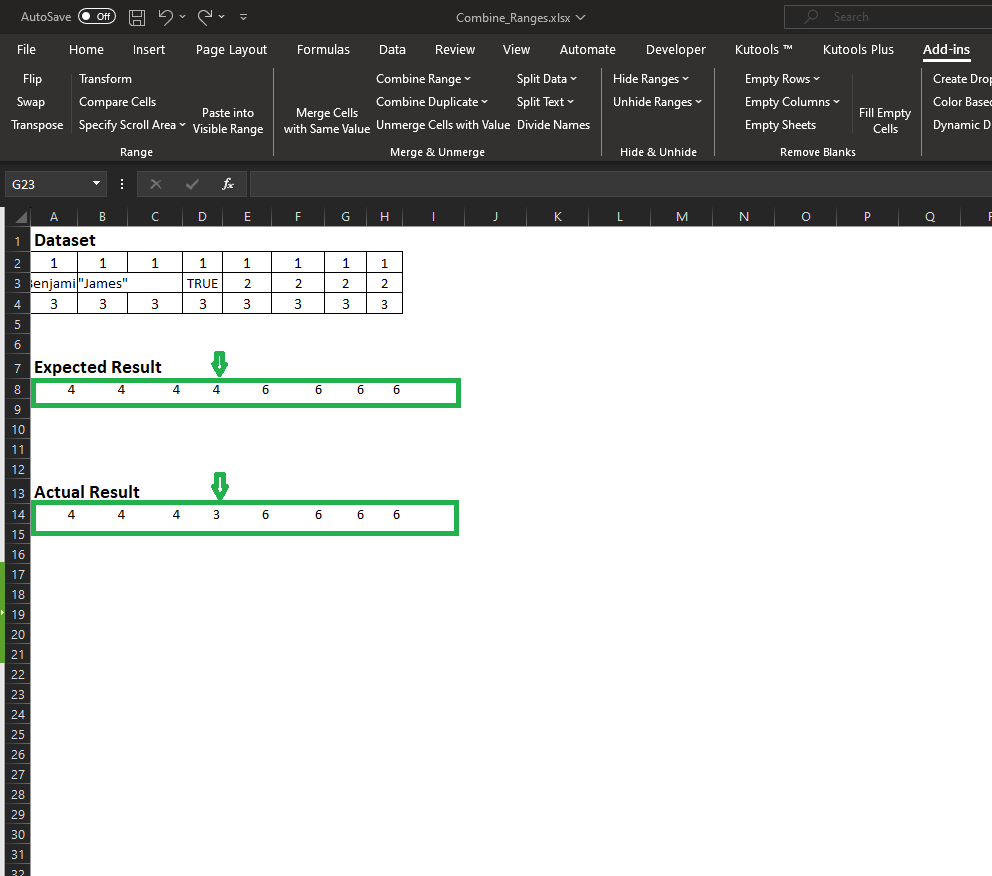 AutoSave Off Combine_Ranges.xlsx Search
File Home Insert Page Layout Formulas Data Review View Automate Developer Kutools ™ Kutools Plus Add-ins
Flip Transform Combine Range Split Data Hide Ranges Empty Rows Create Drop
Swap Compare Cells Combine Duplicate Split Text Unhide Ranges Empty Columns Color Base
Transpose Specify Scroll Area Paste into Visible Range Merge Cells with Same Value Unmerge Cells with Value Divide Names Empty Sheets Fill Empty Cells Dynamic D
Range Merge & Unmerge Hide & Unhide Remove Blanks
G23 fx
A B C D E F G H I J K L M N O P Q
1 Dataset
2 1 1 1 1 1 1 1 1
3 Benjami "James" TRUE 2 2 2 2
4 3 3 3 3 3 3 3 3
5
6
7 Expected Result
8 4 4 4 4 6 6 6 6
9
10
11
12
13 Actual Result
14 4 4 4 3 6 6 6 6
15
16
17
18
19
20
21
22
23
24
25
26
27
28
29
30
31
32